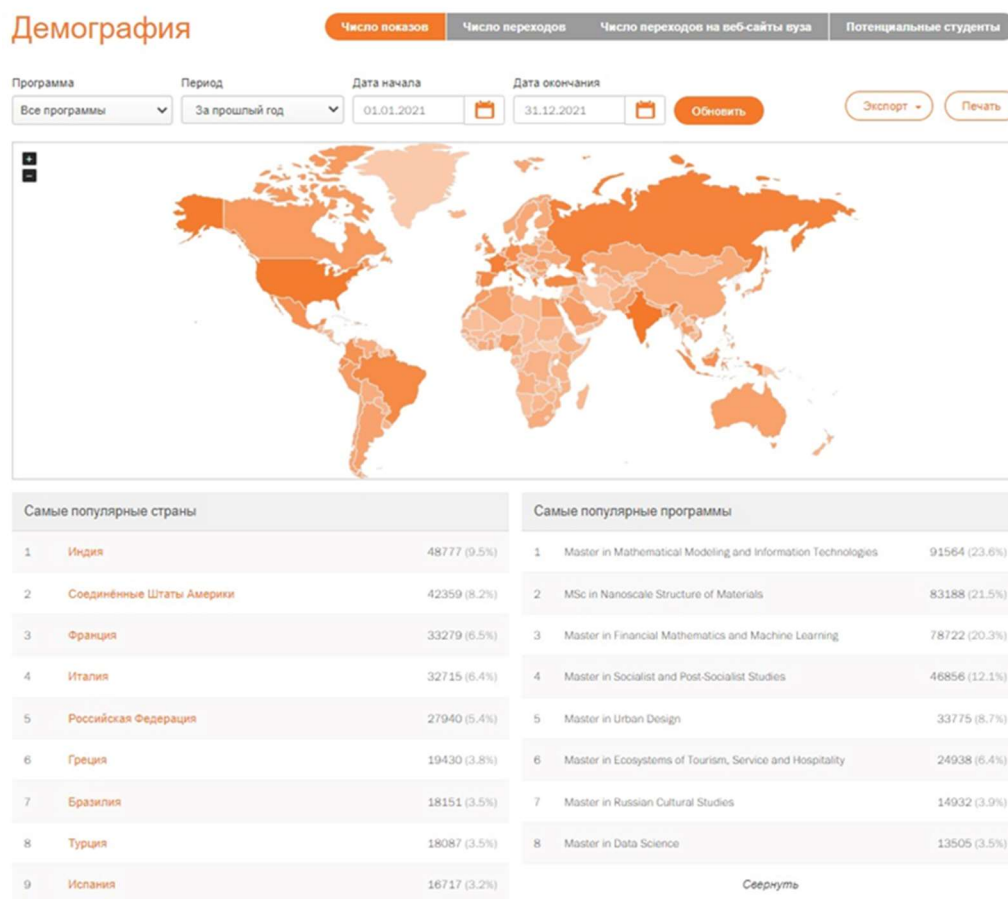 Демография
Число показов Число переходов Число переходов на веб-сайты вуза Потенциальные студенты
Программа Период Дата начала Дата окончания
Все программы За прошлый год 01.01.2021 31.12.2021 Обновить Экспорт Печать
+
−
Самые популярные страны
1 Индия 48777 (9.5%)
2 Соединённые Штаты Америки 42359 (8.2%)
3 Франция 33279 (6.5%)
4 Италия 32715 (6.4%)
5 Российская Федерация 27940 (5.4%)
6 Греция 19430 (3.8%)
7 Бразилия 18151 (3.5%)
8 Турция 18087 (3.5%)
9 Испания 16717 (3.2%)
Самые популярные программы
1 Master in Mathematical Modeling and Information Technologies 91564 (23.6%)
2 MSc in Nanoscale Structure of Materials 83188 (21.5%)
3 Master in Financial Mathematics and Machine Learning 78722 (20.3%)
4 Master in Socialist and Post-Socialist Studies 46856 (12.1%)
5 Master in Urban Design 33775 (8.7%)
6 Master in Ecosystems of Tourism, Service and Hospitality 24938 (6.4%)
7 Master in Russian Cultural Studies 14932 (3.9%)
8 Master in Data Science 13505 (3.5%)
Свернуть